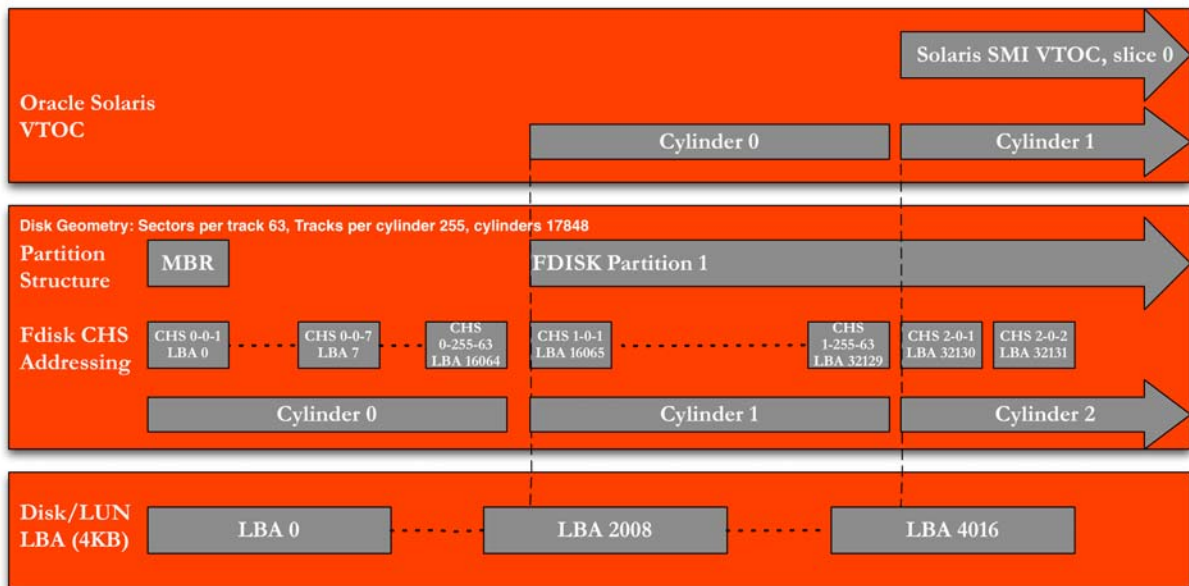 Solaris SMI VTOC, slice 0
Oracle Solaris
VTOC
Cylinder 0
Cylinder 1
Disk Geometry: Sectors per track 63, Tracks per cylinder 255, cylinders 17848
Partition
Structure
MBR
FDISK Partition 1
Fdisk CHS
Addressing
CHS 0-0-1
LBA 0
CHS 0-0-7
LBA 7
CHS
0-255-63
LBA 16064
CHS 1-0-1
LBA 16065
CHS
1-255-63
LBA 32129
CHS 2-0-1
LBA 32130
CHS 2-0-2
LBA 32131
Cylinder 0
Cylinder 1
Cylinder 2
Disk/LUN
LBA (4KB)
LBA 0
LBA 2008
LBA 4016